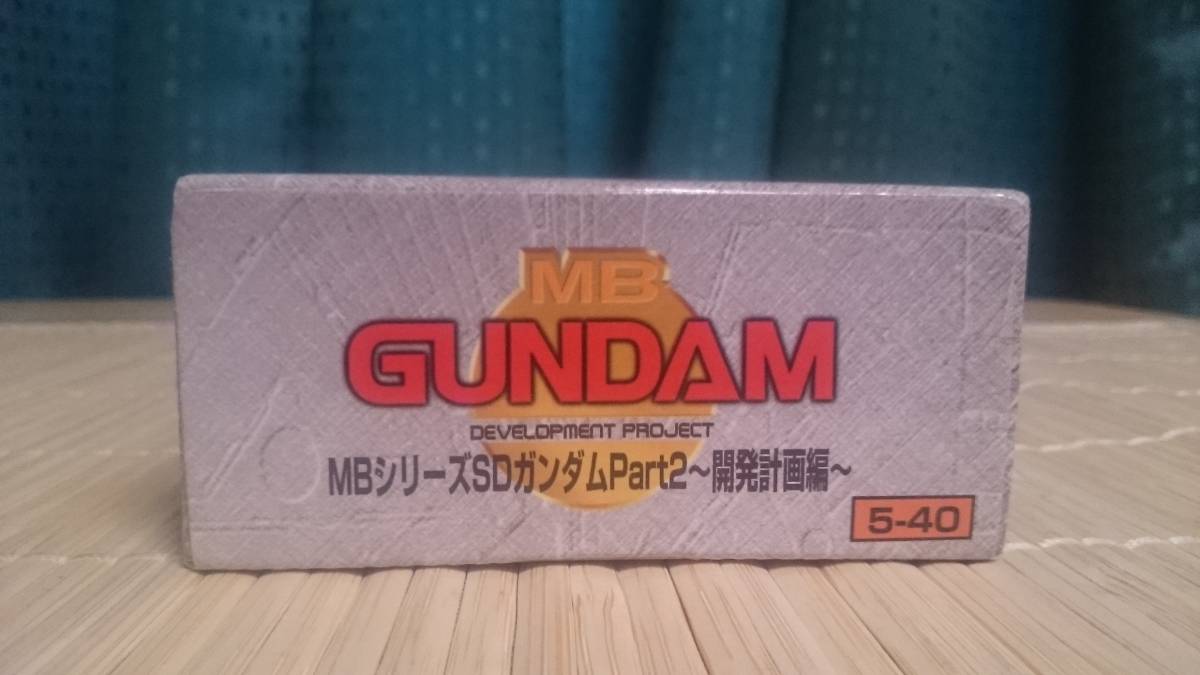 MB
GUNDAM
DEVELOPMENT PROJECT
MBシリーズSDガンダムPart2～開発計画編～
5-40